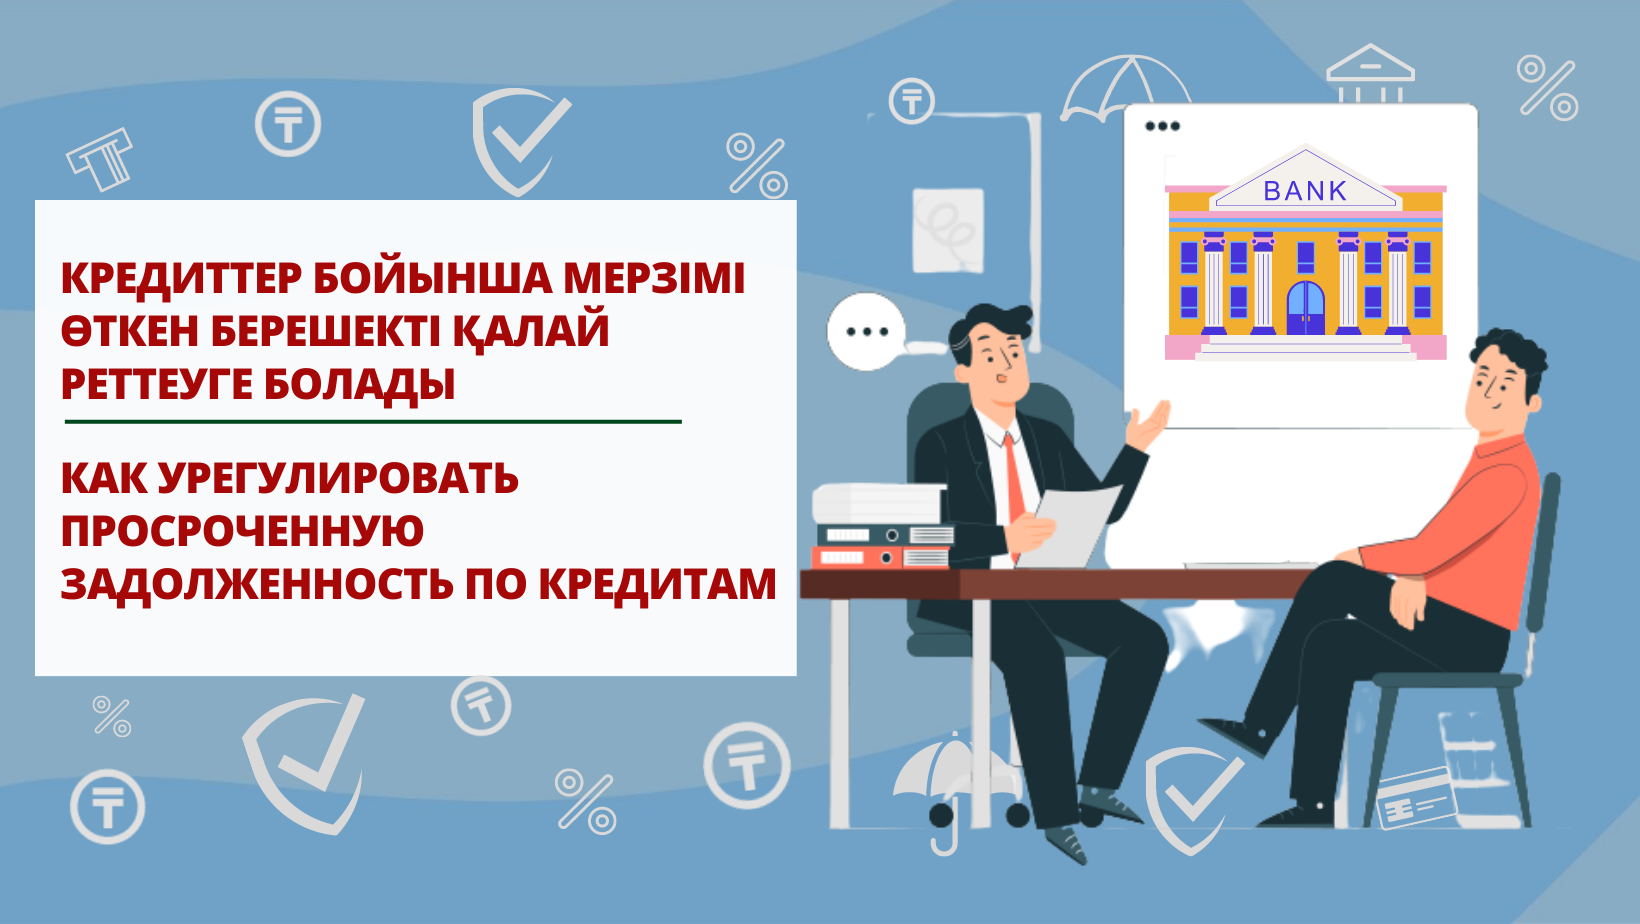 КРЕДИТТЕР БОЙЫНША МЕРЗІМІ
ӨТКЕН БЕРЕШЕКТІ ҚАЛАЙ
РЕТТЕУГЕ БОЛАДЫ
КАК УРЕГУЛИРОВАТЬ
ПРОСРОЧЕННУЮ
ЗАДОЛЖЕННОСТЬ ПО КРЕДИТАМ
BANK